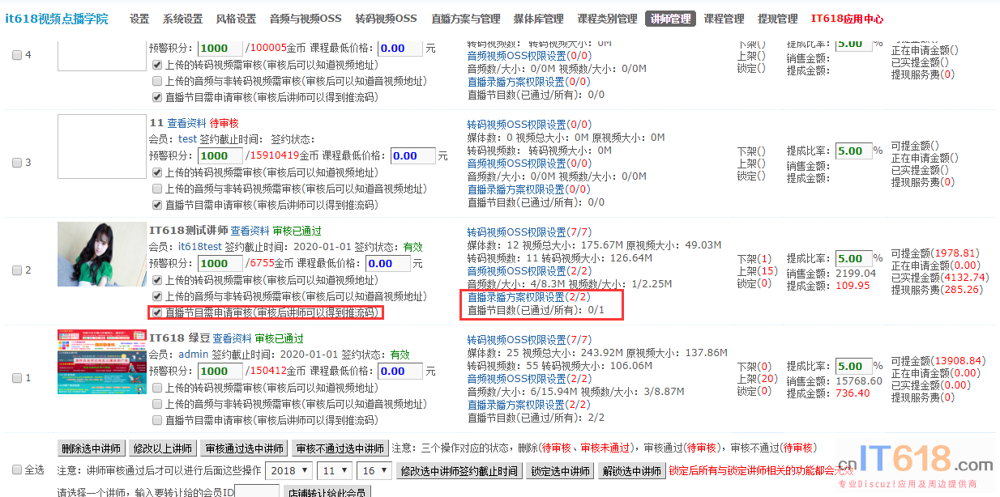 it618视频点播学院 设置 系统设置 风格设置 音频与视频OSS 转码视频OSS 直播方案与管理 媒体库管理 课程类别管理 讲师管理 课程管理 提现管理 IT618应用中心
4
预警积分: 1000 /100005金币 课程最低价格: 0.00 元
上传的转码视频需审核(审核后可以知道视频地址)
上传的音频与非转码视频需审核(审核后可以知道音视频地址)
直播节目需申请审核(审核后讲师可以得到推流码)
转码视频数: 转码视频大小: 0M
音频视频OSS权限设置(0/0)
音频数/大小: 0/0M 视频数/大小: 0/0M
直播录播方案权限设置(0/0)
直播节目数(已通过/所有): 0/0
下架()
上架()
锁定()
提成比率: 5.00 %
销售金额:
提成金额:
正在申请金额()
已实提金额()
提现服务费(0)
3
11 查看资料 待审核
会员: test 签约截止时间: 签约状态:
预警积分: 1000 /15910419金币 课程最低价格: 0.00 元
上传的转码视频需审核(审核后可以知道视频地址)
上传的音频与非转码视频需审核(审核后可以知道音视频地址)
直播节目需申请审核(审核后讲师可以得到推流码)
转码视频OSS权限设置(0/0)
媒体数: 0 视频总大小: 0M 原视频大小: 0M
转码视频数: 转码视频大小: 0M
音频视频OSS权限设置(0/0)
音频数/大小: 0/0M 视频数/大小: 0/0M
直播录播方案权限设置(0/0)
直播节目数(已通过/所有): 0/0
下架()
上架()
锁定()
提成比率: 5.00 %
销售金额:
提成金额:
可提金额()
正在申请金额()
已实提金额()
提现服务费(0)
2
IT618测试讲师 查看资料 审核已通过
会员: it618test 签约截止时间: 2020-01-01 签约状态: 有效
预警积分: 1000 /6755金币 课程最低价格: 0.00 元
上传的转码视频需审核(审核后可以知道视频地址)
上传的音频与非转码视频需审核(审核后可以知道音视频地址)
直播节目需申请审核(审核后讲师可以得到推流码)
转码视频OSS权限设置(7/7)
媒体数: 12 视频总大小: 175.67M 原视频大小: 49.03M
转码视频数: 11 转码视频大小: 126.64M
音频视频OSS权限设置(2/2)
音频数/大小: 4/8.3M 视频数/大小: 1/2.25M
直播录播方案权限设置(2/2)
直播节目数(已通过/所有): 0/1
下架(1)
上架(15)
锁定(0)
提成比率: 5.00 %
销售金额: 2199.04
提成金额: 109.95
可提金额(1978.81)
正在申请金额(0.00)
已实提金额(4132.74)
提现服务费(285.26)
1
IT618 绿豆 查看资料 审核已通过
会员: admin 签约截止时间: 2020-01-01 签约状态: 有效
预警积分: 1000 /150412金币 课程最低价格: 0.00 元
上传的转码视频需审核(审核后可以知道视频地址)
上传的音频与非转码视频需审核(审核后可以知道音视频地址)
直播节目需申请审核(审核后讲师可以得到推流码)
转码视频OSS权限设置(7/7)
媒体数: 25 视频总大小: 243.92M 原视频大小: 137.86M
转码视频数: 55 转码视频大小: 106.06M
音频视频OSS权限设置(2/2)
音频数/大小: 6/15.94M 视频数/大小: 3/8.87M
直播录播方案权限设置(2/2)
直播节目数(已通过/所有): 2/2
下架(0)
上架(20)
锁定(0)
提成比率: 5.00 %
销售金额: 15768.60
提成金额: 736.40
可提金额(13908.84)
正在申请金额(0.00)
已实提金额(0.00)
提现服务费(0)
删除选中讲师 修改以上讲师 审核通过选中讲师 审核不通过选中讲师 注意: 三个操作对应的状态, 删除(待审核、审核未通过), 审核通过(待审核), 审核不通过(待审核)
全选 注意: 讲师审核通过后才可以进行后面这些操作 2018 11 16 修改选中讲师签约截止时间 锁定选中讲师 解锁选中讲师 锁定后所有与锁定讲师相关的功能都会无效
请选择一个讲师, 输入要转让给的会员ID 店铺转让给此会员
cnIT618.com
专业Discuz!应用及周边提供商